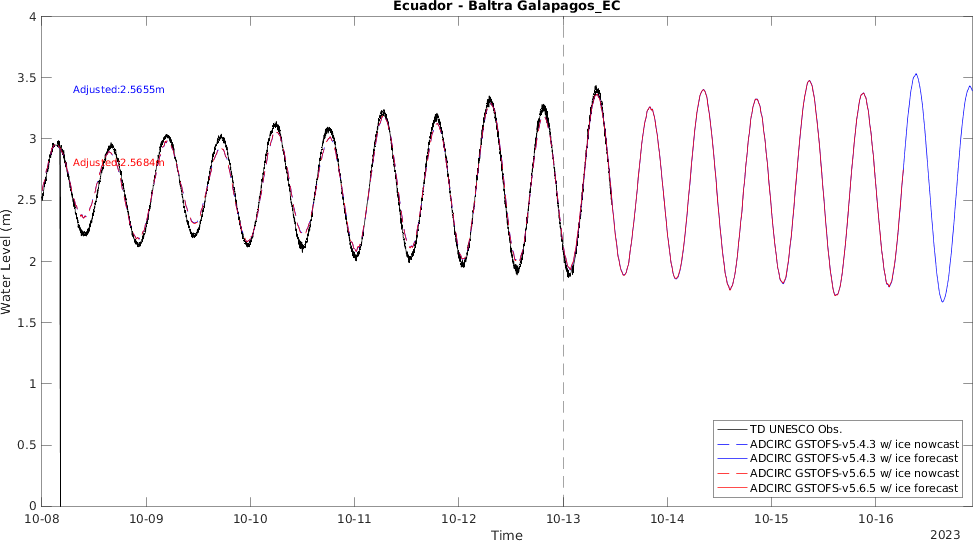 Ecuador - Baltra Galapagos_EC
4
3.5
3
2.5
2
1.5
1
0.5
0
Water Level (m)
Adjusted:2.5655m
Adjusted:2.5684m
TD UNESCO Obs.
ADCIRC GSTOFS-v5.4.3 w/ ice nowcast
ADCIRC GSTOFS-v5.4.3 w/ ice forecast
ADCIRC GSTOFS-v5.6.5 w/ ice nowcast
ADCIRC GSTOFS-v5.6.5 w/ ice forecast
10-08 10-09 10-10 10-11 10-12 10-13 10-14 10-15 10-16
Time
2023